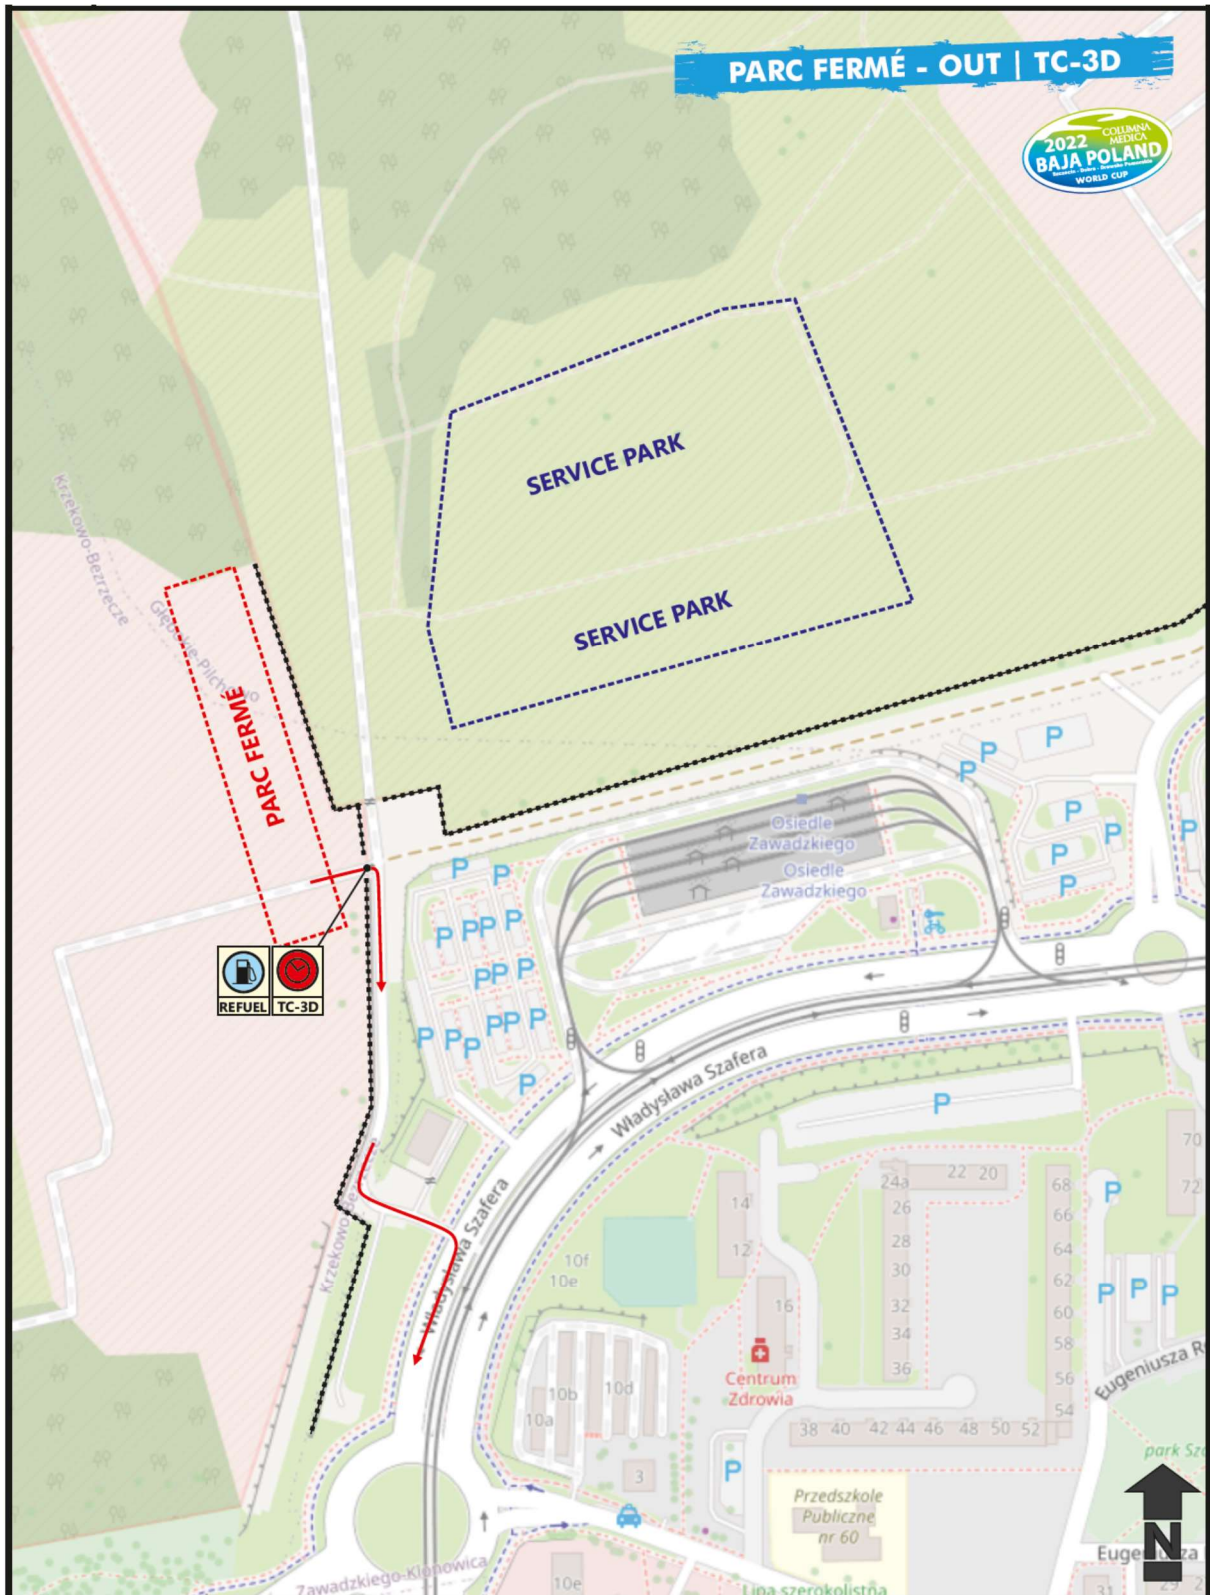 PARC FERMÉ - OUT | TC-3D
2022
COLUMNA
MEDICA
BAJA POLAND
WORLD CUP
SERVICE PARK
SERVICE PARK
Krzekowo-Bezrzecze
Głębokie-Pilchowo
PARC FERMÉ
P
P
P
P
P
P
P
Osiedle
Zawadzkiego
Osiedle
Zawadzkiego
P
P
P
P
P
P
P
P
P
P
REFUEL
TC-3D
P
P
P
P
P
P
P
Władysława Szafera
P
Władysława Szafera
70
72
14
12
16
24a
22
20
26
28
30
32
34
36
68
66
64
62
60
58
56
54
P
P
P
P
10f
10e
10b
10d
10a
Centrum
Zdrowia
38 40 42 44 46 48 50 52
Eugeniusza
3
P
park
Przedszkole
Publiczne
nr 60
N
Zawadzkiego-Klonowica
10e
Lipa szerokolistna
29